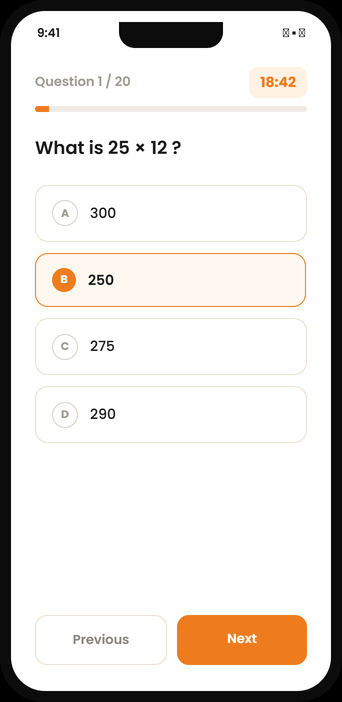 9:41
Question 1 / 20
18:42
What is 25 × 12 ?
A 300
B 250
C 275
D 290
Previous
Next